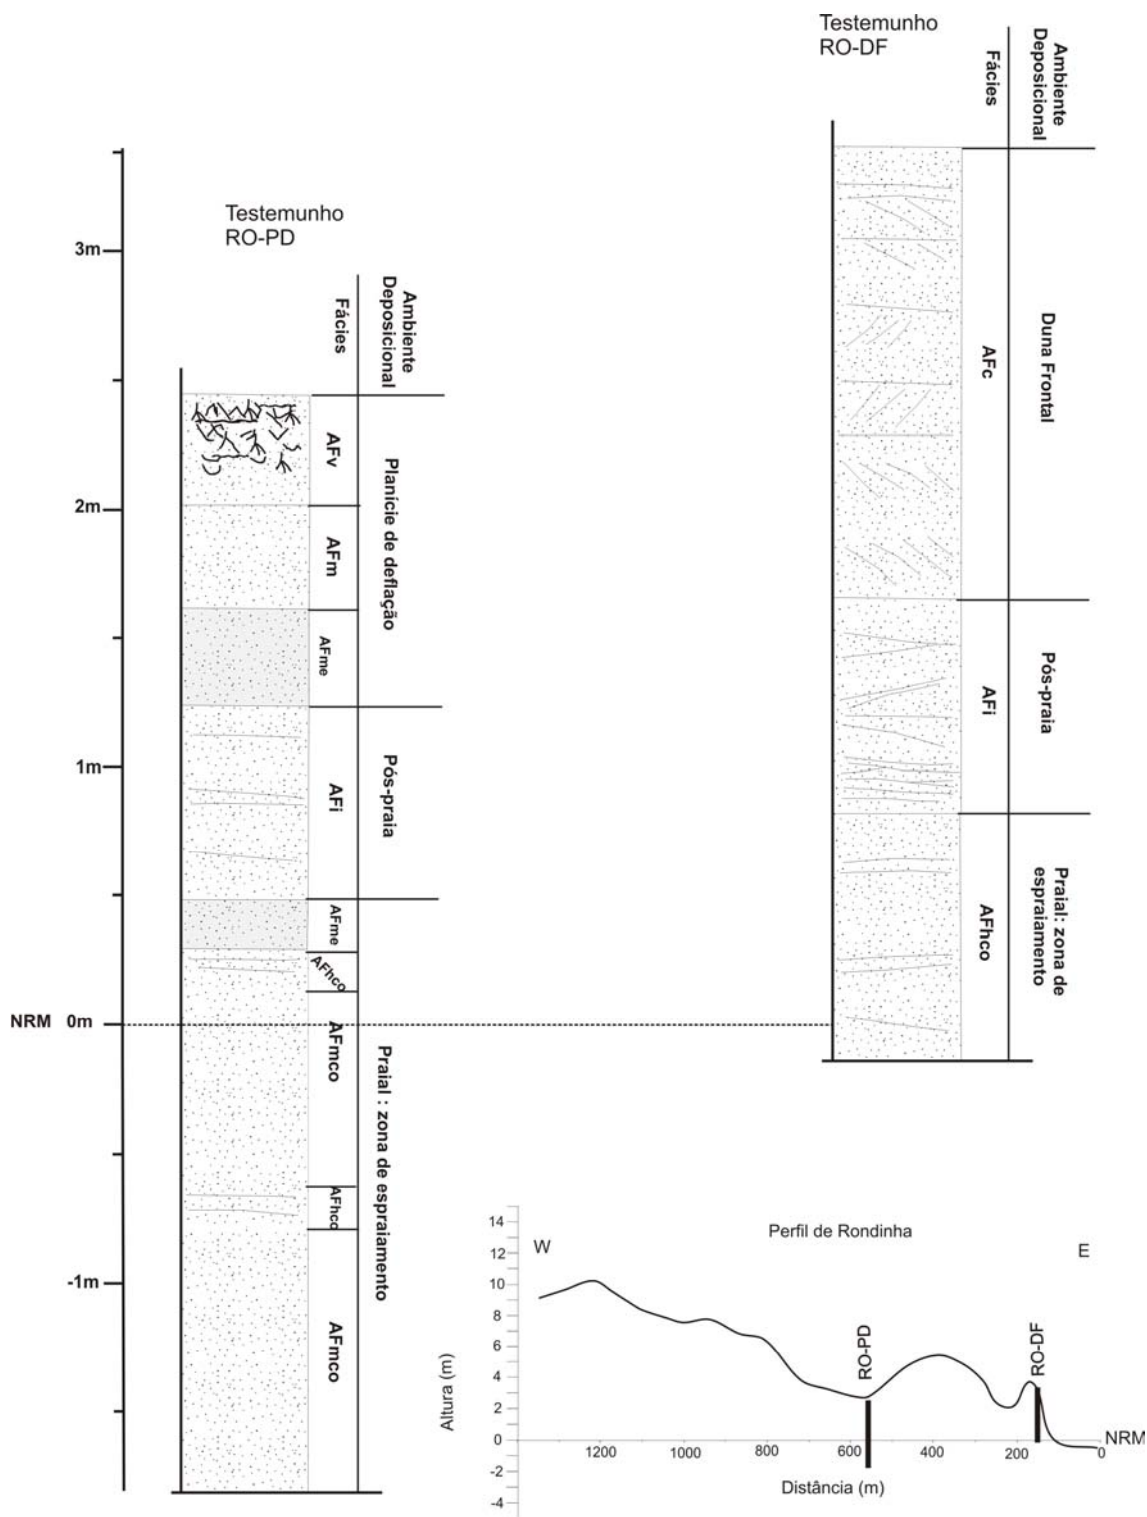 Testemunho
RO-DF
Ambiente
Deposicional
Fácies
Duna Frontal
AFc
Pós-praia
AFi
Praial: zona de
espraiamento
AFhco
Testemunho
RO-PD
Ambiente
Deposicional
Fácies
3m
2m
1m
NRM 0m
-1m
AFv
AFm
AFme
Planície de deflação
AFi
Pós-praia
AFme
AFhco
AFmco
AFhco
AFmco
Praial : zona de espraiamento
Perfil de Rondinha
W
E
RO-PD
RO-DF
Altura (m)
14
12
10
8
6
4
2
0
-2
-4
NRM
1200 1000 800 600 400 200 0
Distância (m)